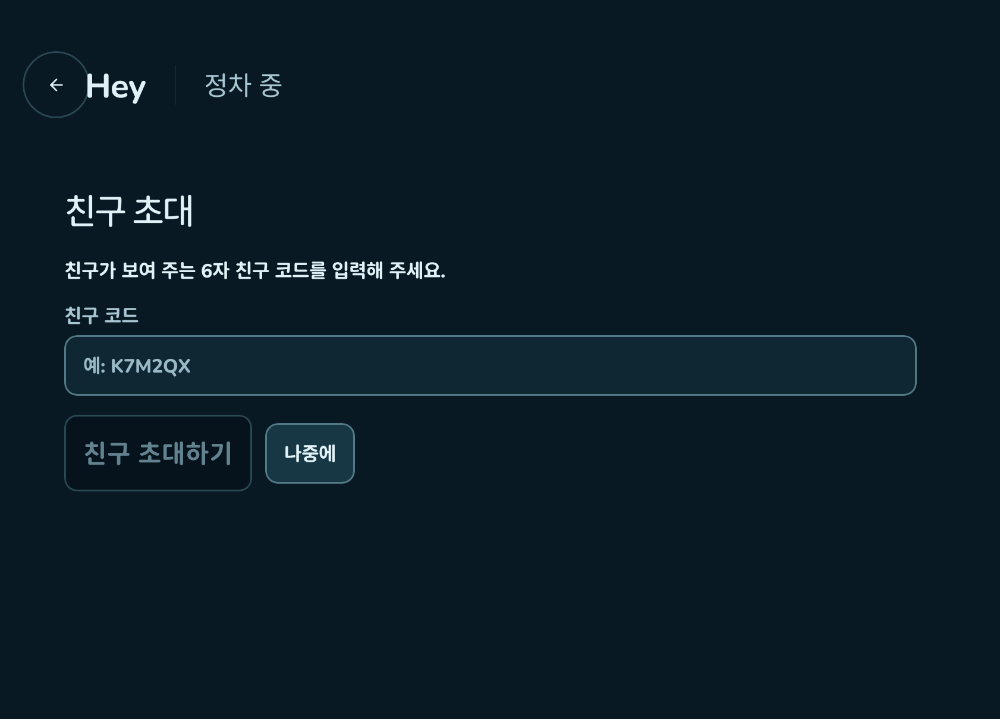 Hey 정차 중
친구 초대
친구가 보여 주는 6자 친구 코드를 입력해 주세요.
친구 코드
예: K7M2QX
친구 초대하기 나중에